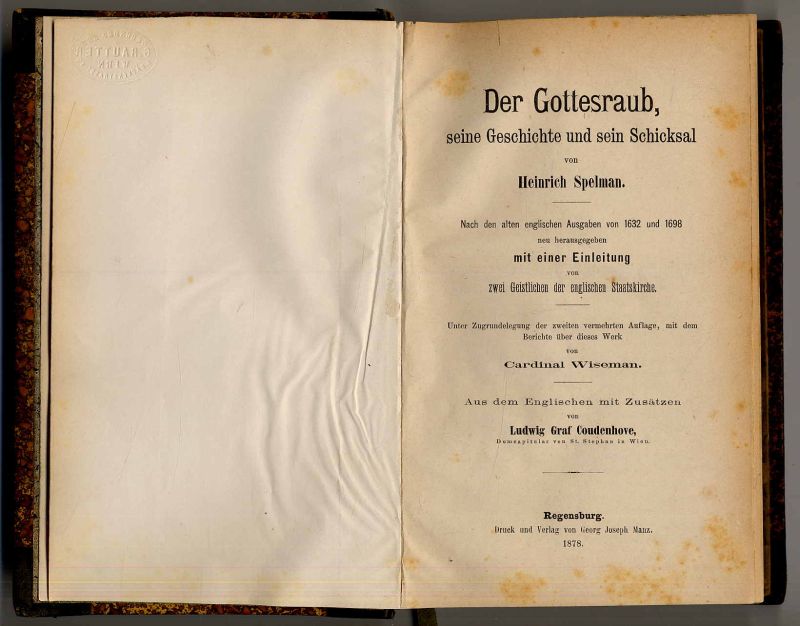 G. RAUTTER
WIEN
Der Gottesraub,
seine Geschichte und sein Schicksal
von
Heinrich Spelman.
Nach den alten englischen Ausgaben von 1632 und 1698
neu herausgegeben
mit einer Einleitung
von
zwei Geistlichen der englischen Staatskirche.
Unter Zugrundelegung der zweiten vermehrten Auflage, mit dem
Berichte über dieses Werk
von
Cardinal Wiseman.
Aus dem Englischen mit Zusätzen
von
Ludwig Graf Coudenhove,
Domcapitular von St. Stephan in Wien.
Regensburg.
Druck und Verlag von Georg Joseph Manz.
1878.